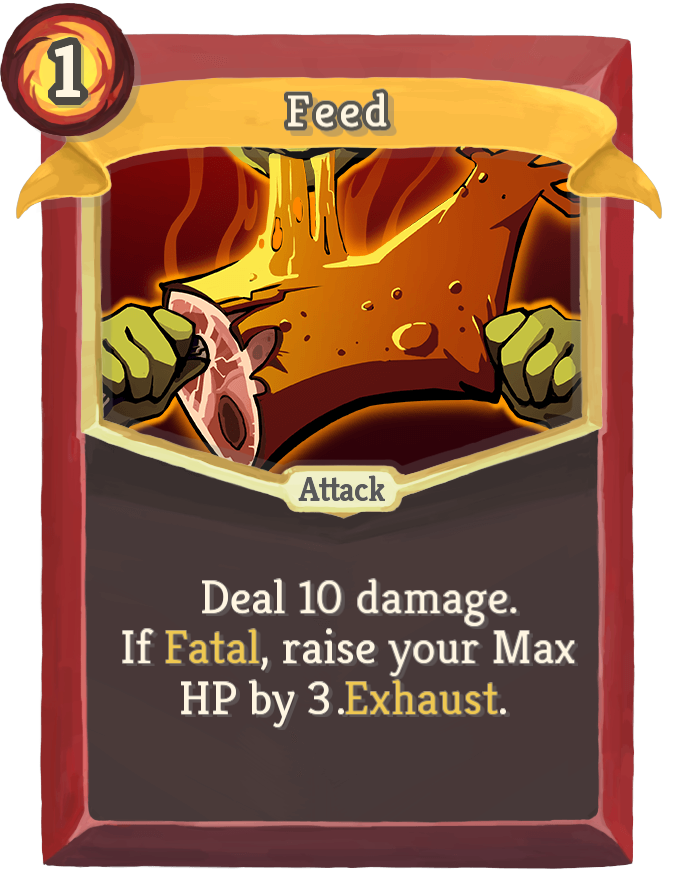 1
Feed
Attack
Deal 10 damage.
If Fatal, raise your Max
HP by 3.Exhaust.